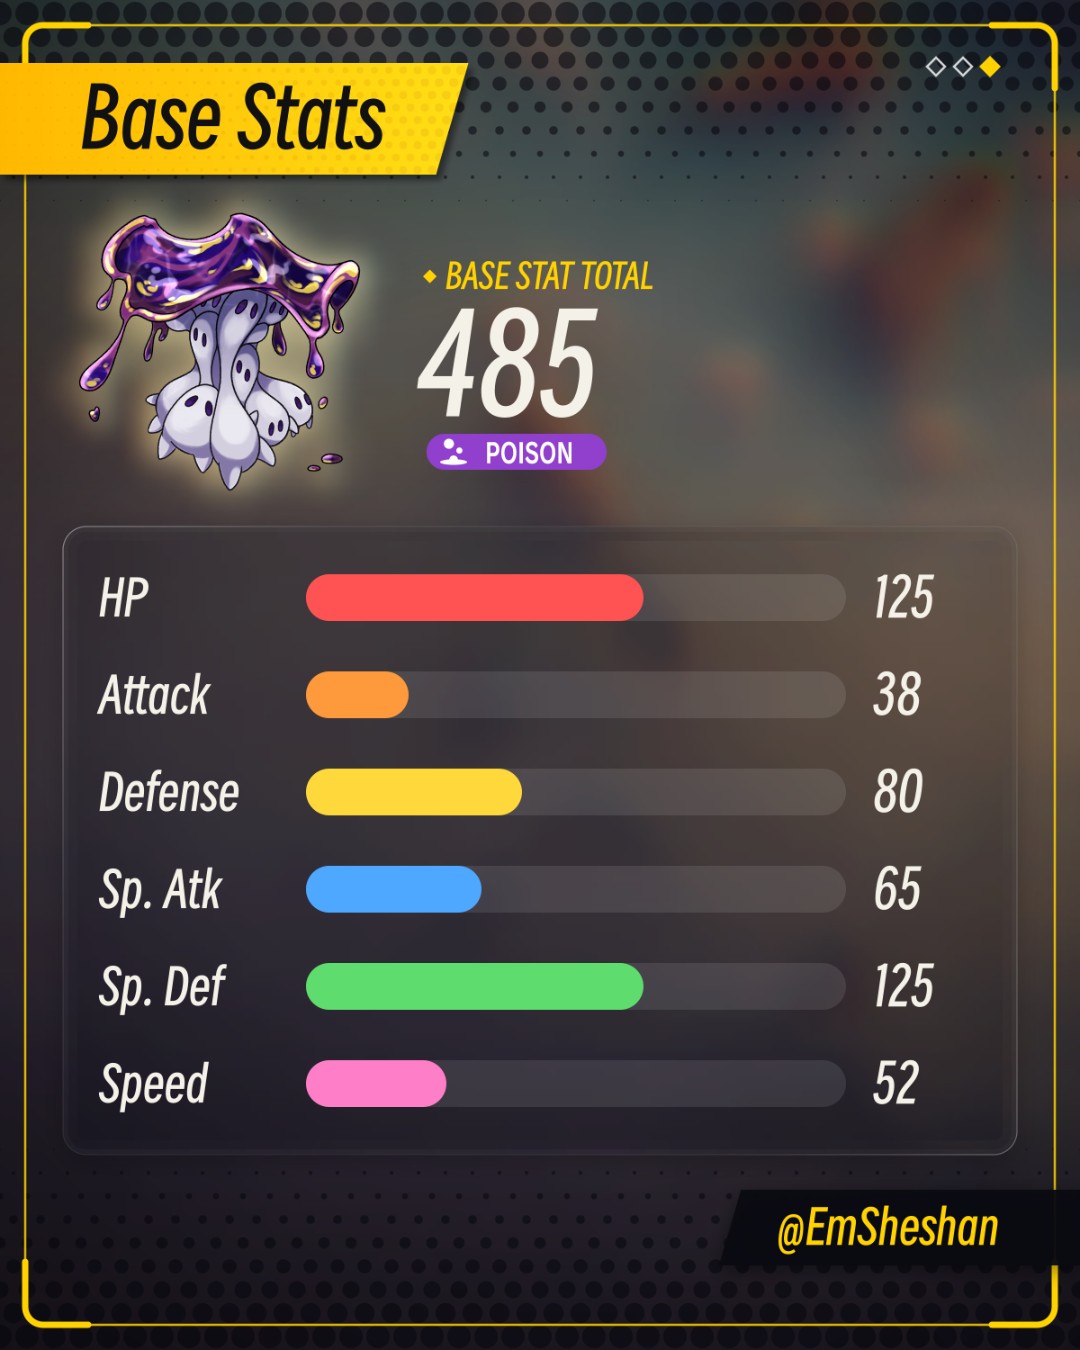 Base Stats
BASE STAT TOTAL
485
POISON
HP 125
Attack 38
Defense 80
Sp. Atk 65
Sp. Def 125
Speed 52
@EmSheshan